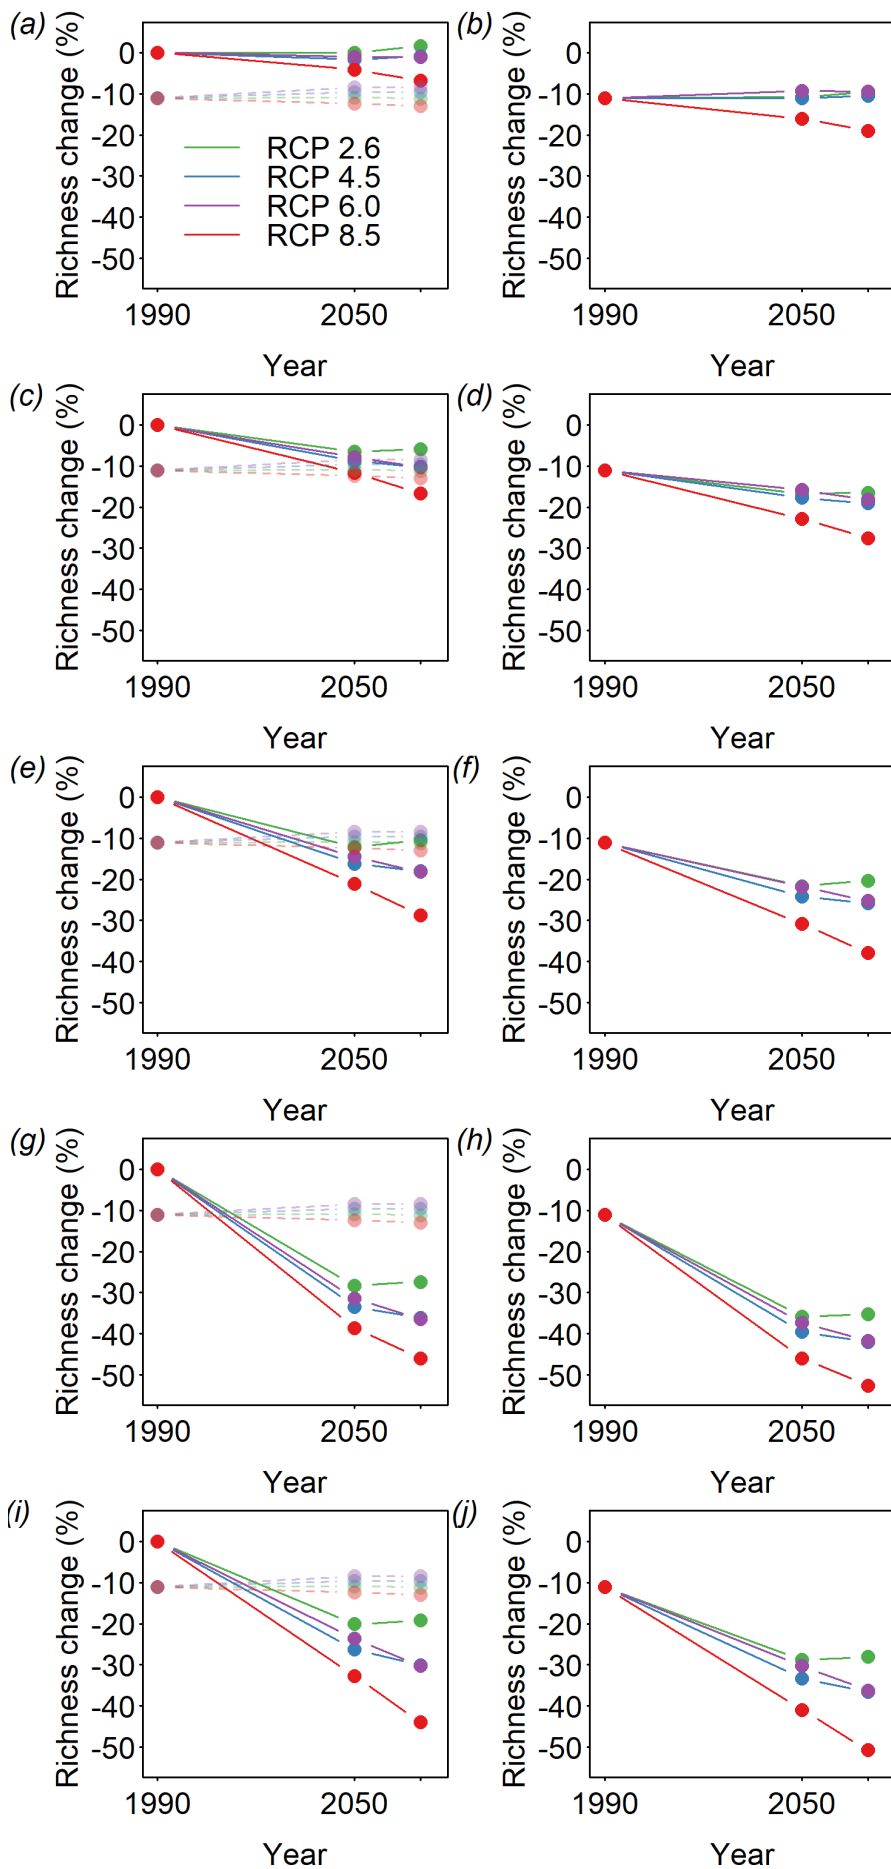 (a)
Richness change (%)
0
-10
-20
-30
-40
-50
RCP 2.6
RCP 4.5
RCP 6.0
RCP 8.5
1990
2050
Year
(b)
Richness change (%)
0
-10
-20
-30
-40
-50
1990
2050
Year
(c)
Richness change (%)
0
-10
-20
-30
-40
-50
1990
2050
Year
(d)
Richness change (%)
0
-10
-20
-30
-40
-50
1990
2050
Year
(e)
Richness change (%)
0
-10
-20
-30
-40
-50
1990
2050
Year
(f)
Richness change (%)
0
-10
-20
-30
-40
-50
1990
2050
Year
(g)
Richness change (%)
0
-10
-20
-30
-40
-50
1990
2050
Year
(h)
Richness change (%)
0
-10
-20
-30
-40
-50
1990
2050
Year
(i)
Richness change (%)
0
-10
-20
-30
-40
-50
1990
2050
Year
(j)
Richness change (%)
0
-10
-20
-30
-40
-50
1990
2050
Year